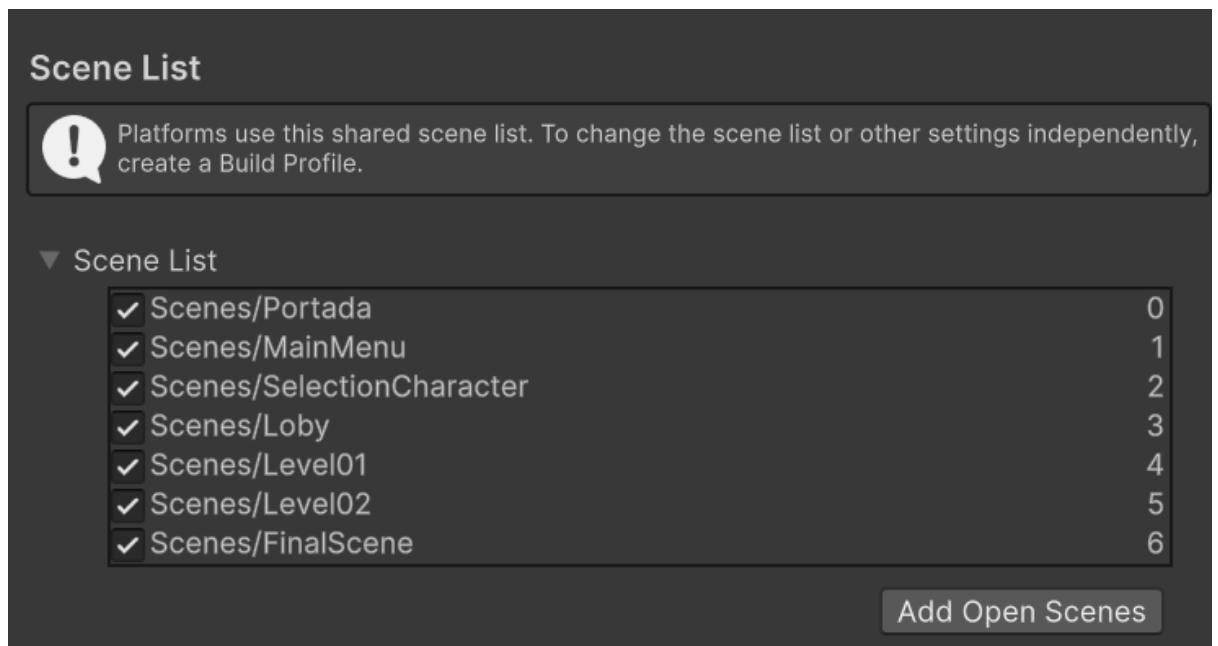 Scene List
Platforms use this shared scene list. To change the scene list or other settings independently,
create a Build Profile.
Scene List
Scenes/Portada 0
Scenes/MainMenu 1
Scenes/SelectionCharacter 2
Scenes/Loby 3
Scenes/Level01 4
Scenes/Level02 5
Scenes/FinalScene 6
Add Open Scenes